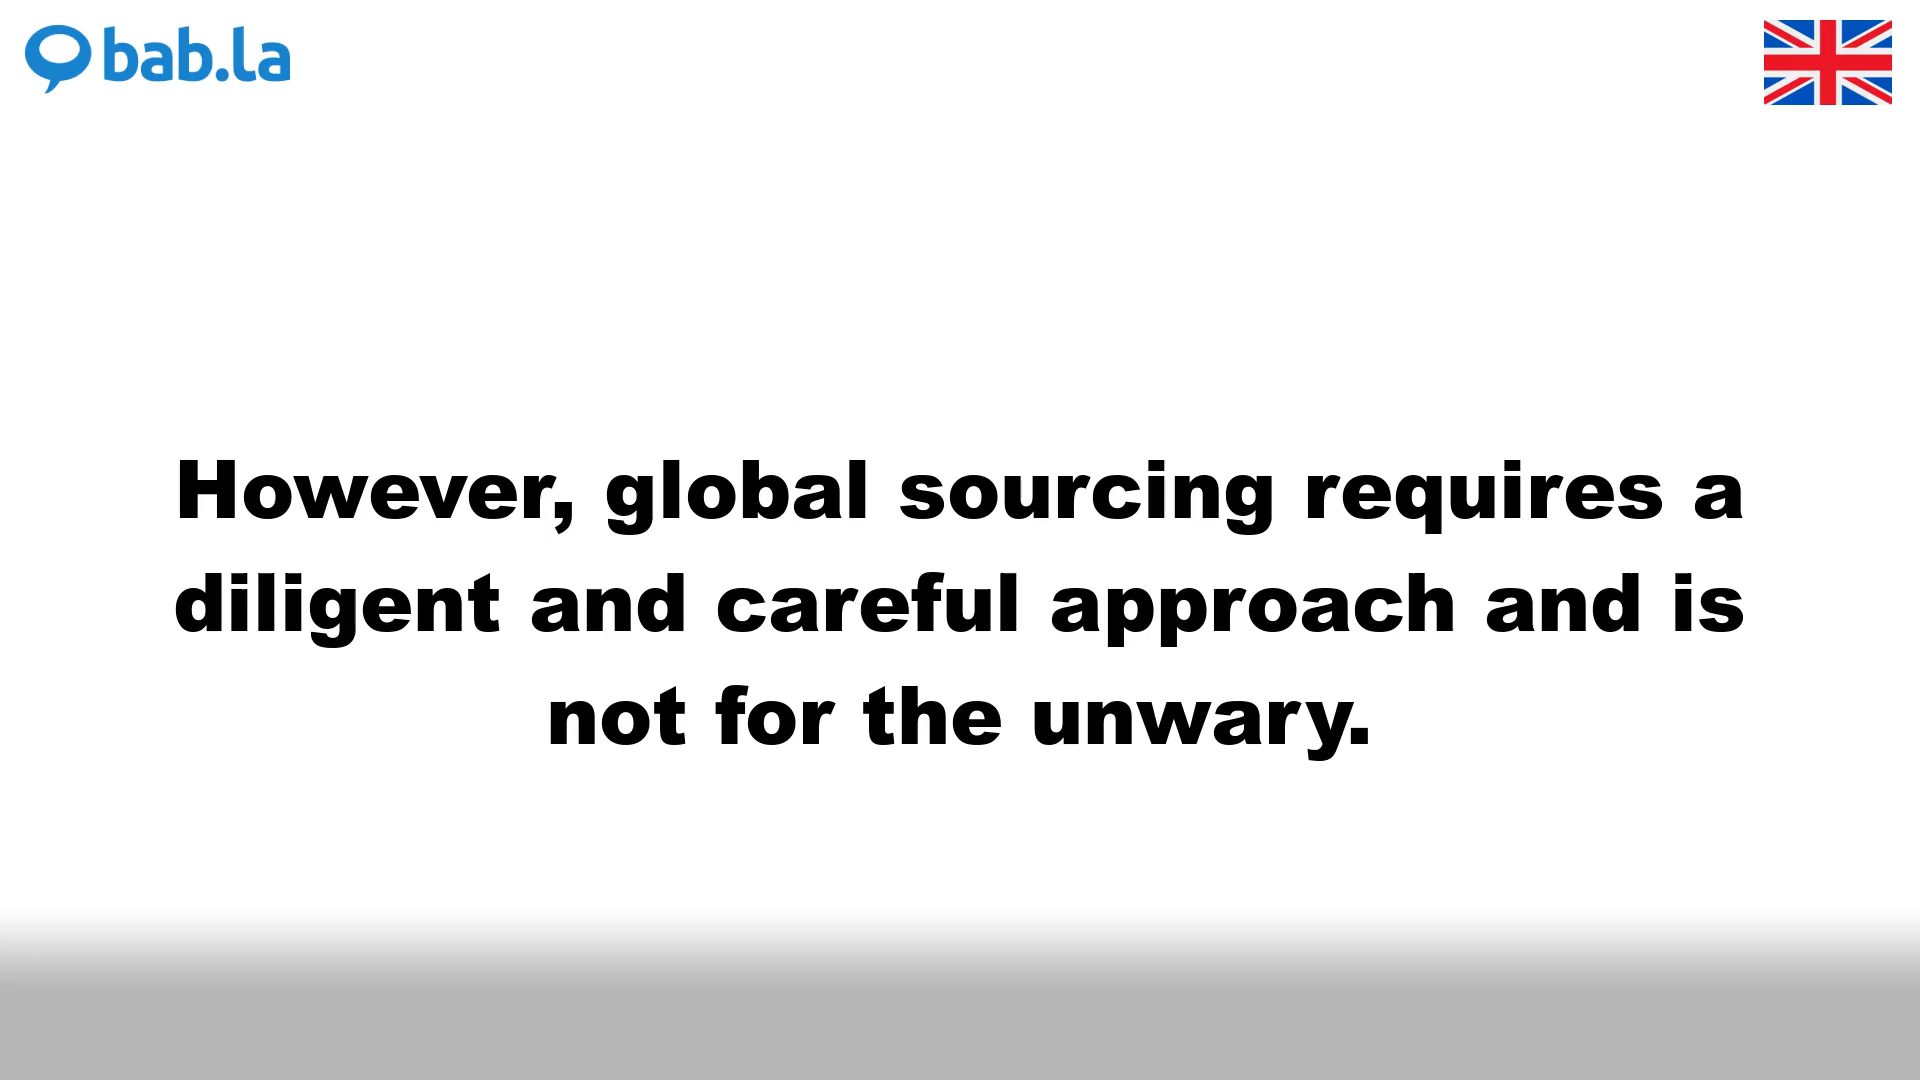 bab.la
However, global sourcing requires a
diligent and careful approach and is
not for the unwary.